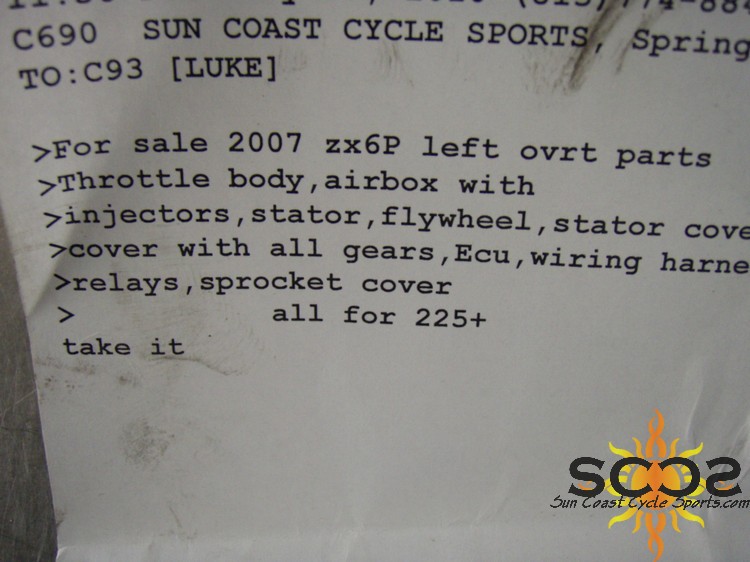 C690 SUN COAST CYCLE SPORTS, Spring
TO:C93 [LUKE]
>For sale 2007 zx6P left ovrt parts
>Throttle body,airbox with
>injectors,stator,flywheel,stator cove
>cover with all gears,Ecu,wiring harne
>relays,sprocket cover
> all for 225+
take it
SCCS
Sun Coast Cycle Sports.com